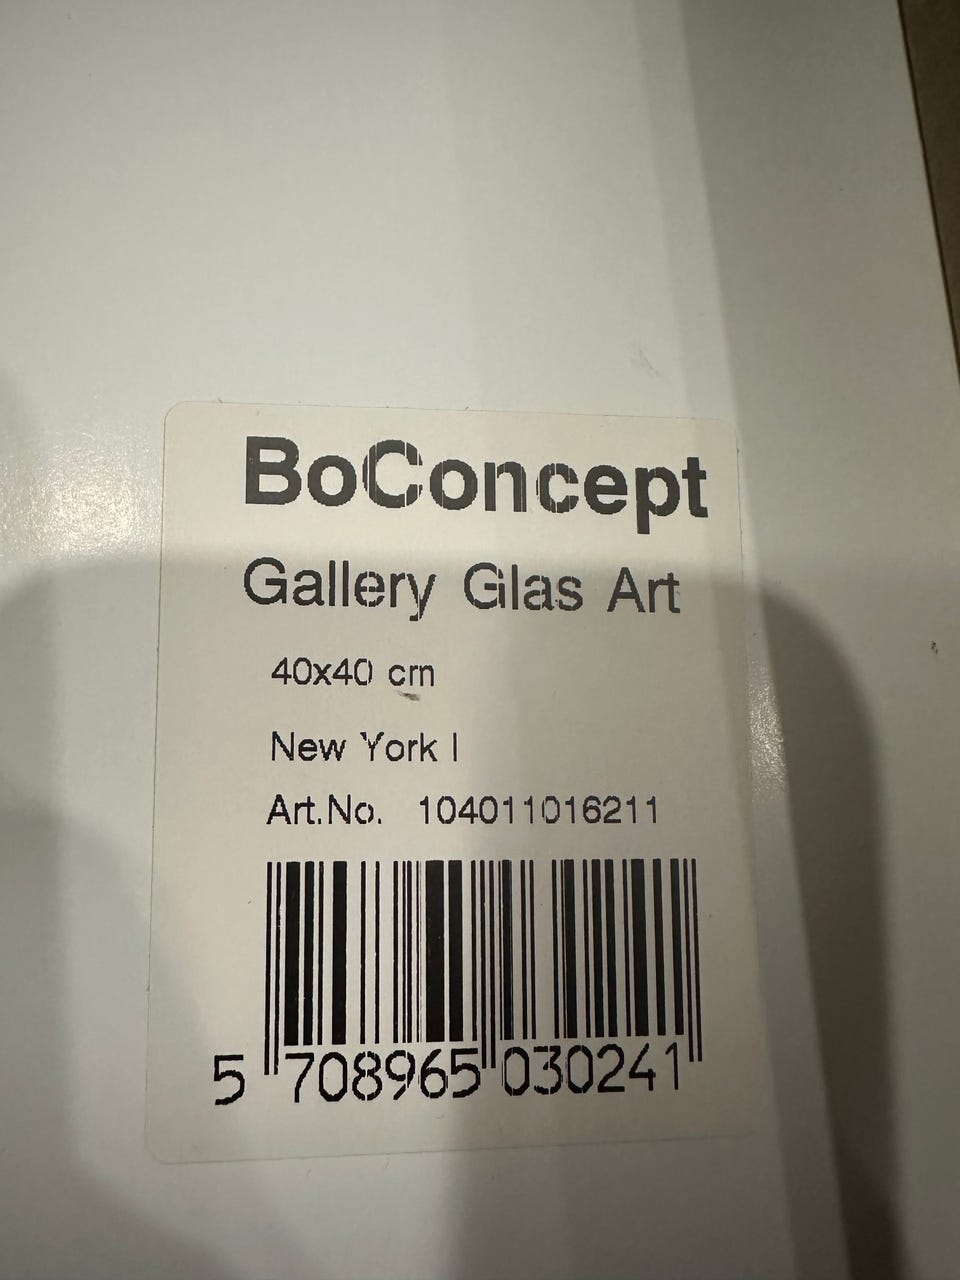 BoConcept
Gallery Glas Art
40x40 cm
New York I
Art.No. 104011016211
5 708965 030241